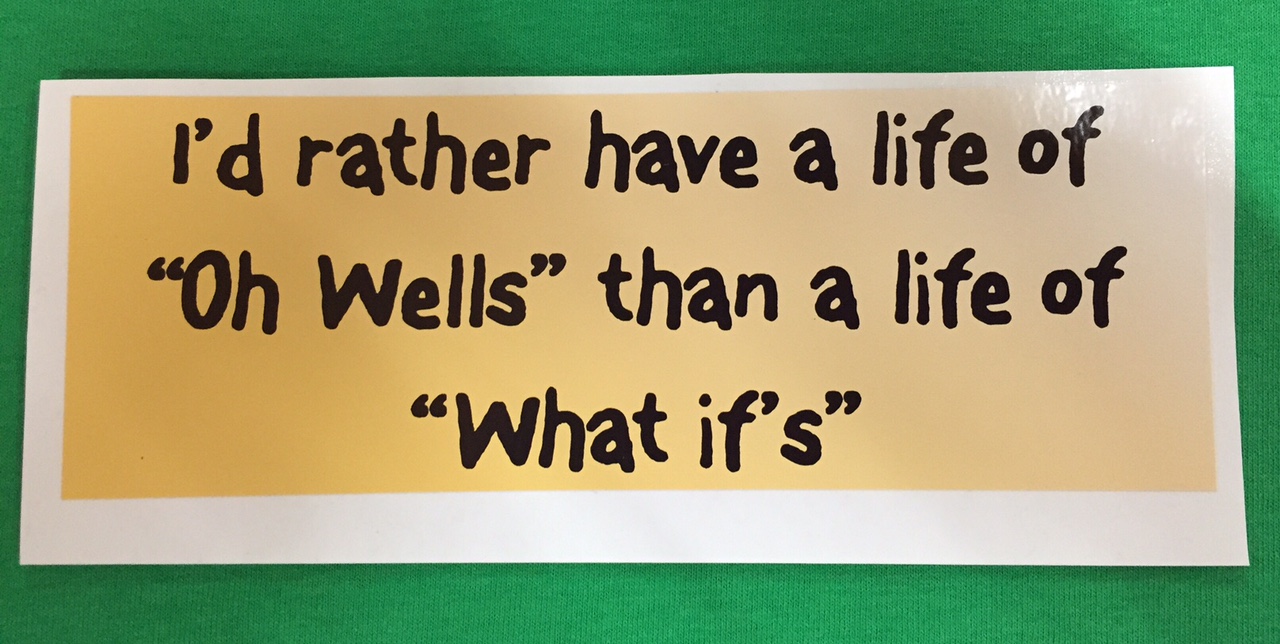 I'd rather have a life of
“Oh Wells” than a life of
“What if's”